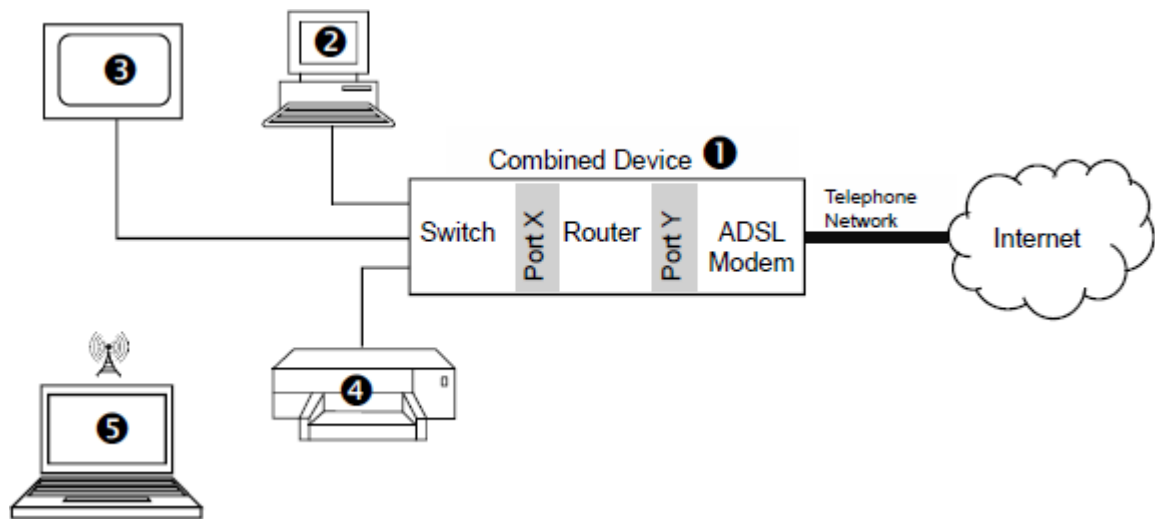 ❸
❷
Combined Device ❶
Switch
Port X
Router
Port Y
ADSL
Modem
Telephone
Network
Internet
❹
❺